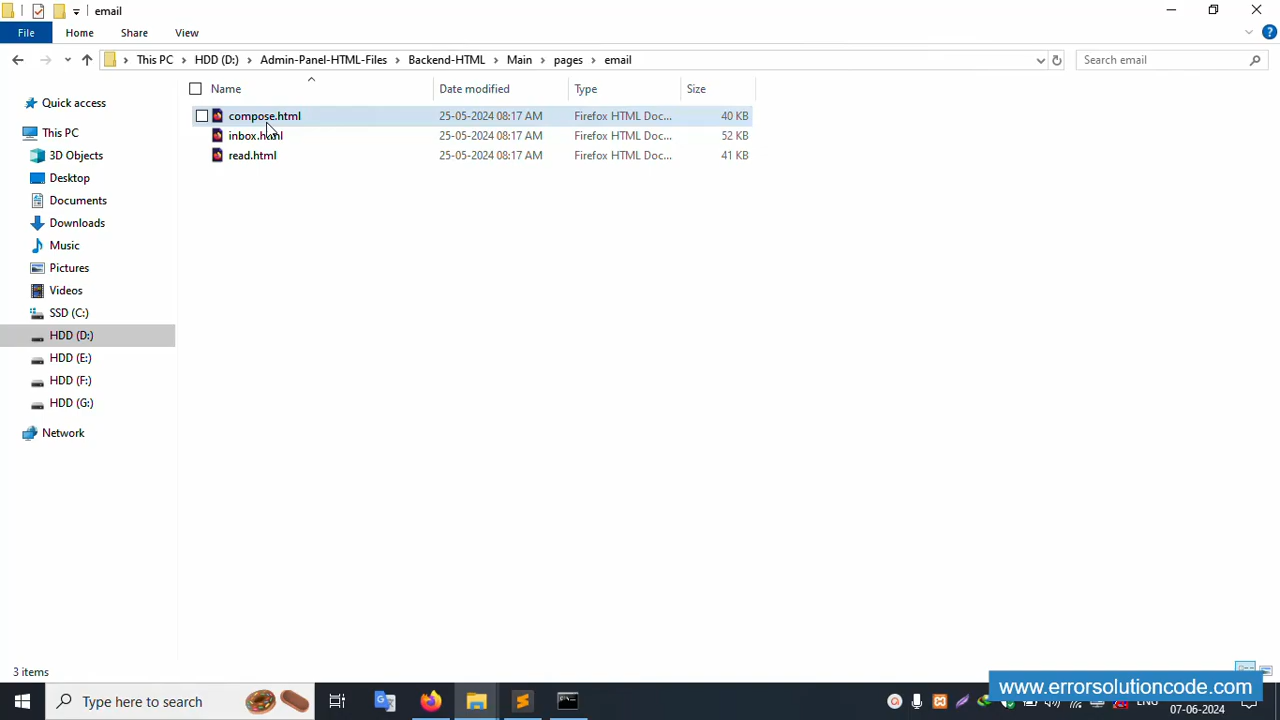 email
File
Home
Share
View
This PC
HDD (D:)
Admin-Panel-HTML-Files
Backend-HTML
Main
pages
email
Search email
Name
Date modified
Type
Size
compose.html
25-05-2024 08:17 AM
Firefox HTML Doc...
40 KB
inbox.html
25-05-2024 08:17 AM
Firefox HTML Doc...
52 KB
read.html
25-05-2024 08:17 AM
Firefox HTML Doc...
41 KB
Quick access
This PC
3D Objects
Desktop
Documents
Downloads
Music
Pictures
Videos
SSD (C:)
HDD (D:)
HDD (E:)
HDD (F:)
HDD (G:)
Network
3 items
www.errorsolutioncode.com
Type here to search
ENG
07-06-2024